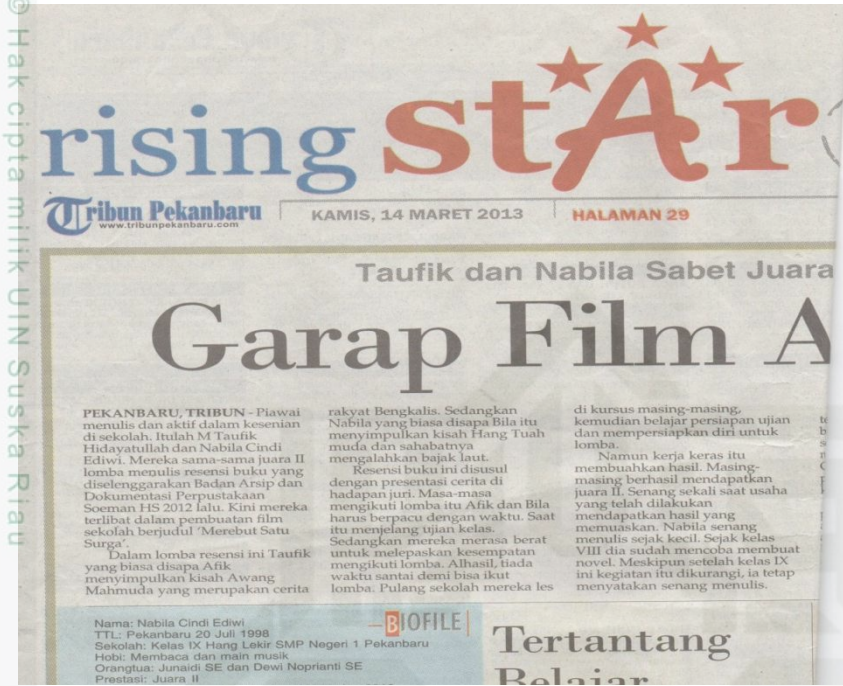 © Hak cipta milik UIN Suska Riau
rising stAr
Tribun Pekanbaru
www.tribunpekanbaru.com
KAMIS, 14 MARET 2013
HALAMAN 29
Taufik dan Nabila Sabet Juara
Garap Film A
PEKANBARU, TRIBUN - Piawai
menulis dan aktif dalam kesenian
di sekolah. Itulah M Taufik
Hidayatullah dan Nabila Cindi
Ediwi. Mereka sama-sama juara II
lomba menulis resensi buku yang
diselenggarakan Badan Arsip dan
Dokumentasi Perpustakaan
Soeman HS 2012 lalu. Kini mereka
terlibat dalam pembuatan film
sekolah berjudul 'Merebut Satu
Surga'.
Dalam lomba resensi ini Taufik
yang biasa disapa Afik
menyimpulkan kisah Awang
Mahmuda yang merupakan cerita
rakyat Bengkalis. Sedangkan
Nabila yang biasa disapa Bila itu
menyimpulkan kisah Hang Tuah
muda dan sahabatnya
mengalahkan bajak laut.
Resensi buku ini disusul
dengan presentasi cerita di
hadapan juri. Masa-masa
mengikuti lomba itu Afik dan Bila
harus berpacu dengan waktu. Saat
itu menjelang ujian kelas.
Sedangkan mereka merasa berat
untuk melepaskan kesempatan
mengikuti lomba. Alhasil, tiada
waktu santai demi bisa ikut
lomba. Pulang sekolah mereka les
di kursus masing-masing,
kemudian belajar persiapan ujian
dan mempersiapkan diri untuk
lomba.
Namun kerja keras itu
membuahkan hasil. Masing-
masing berhasil mendapatkan
juara II. Senang sekali saat usaha
yang telah dilakukan
mendapatkan hasil yang
memuaskan. Nabila senang
menulis sejak kecil. Sejak kelas
VIII dia sudah mencoba membuat
novel. Meskipun setelah kelas IX
ini kegiatan itu dikurangi, ia tetap
menyatakan senang menulis.
BIOFILE
Nama: Nabila Cindi Ediwi
TTL: Pekanbaru 20 Juli 1998
Sekolah: Kelas IX Hang Lekir SMP Negeri 1 Pekanbaru
Hobi: Membaca dan main musik
Orangtua: Junaidi SE dan Dewi Noprianti SE
Prestasi: Juara II
Tertantang
Belajar